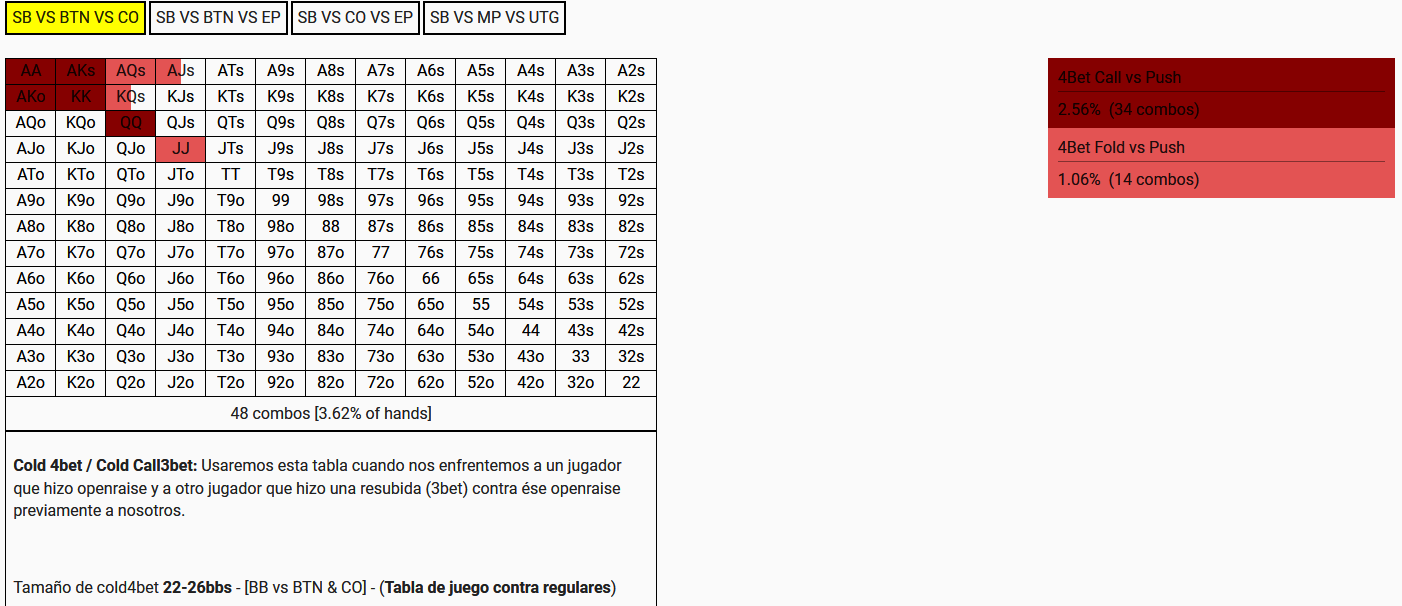 SB VS BTN VS CO SB VS BTN VS EP SB VS CO VS EP SB VS MP VS UTG
AA AKs AQs AJs ATs A9s A8s A7s A6s A5s A4s A3s A2s
AKo KK KQs KJs KTs K9s K8s K7s K6s K5s K4s K3s K2s
AQo KQo QQ QJs QTs Q9s Q8s Q7s Q6s Q5s Q4s Q3s Q2s
AJo KJo QJo JJ JTs J9s J8s J7s J6s J5s J4s J3s J2s
ATo KTo QTo JTo TT T9s T8s T7s T6s T5s T4s T3s T2s
A9o K9o Q9o J9o T9o 99 98s 97s 96s 95s 94s 93s 92s
A8o K8o Q8o J8o T8o 98o 88 87s 86s 85s 84s 83s 82s
A7o K7o Q7o J7o T7o 97o 87o 77 76s 75s 74s 73s 72s
A6o K6o Q6o J6o T6o 96o 86o 76o 66 65s 64s 63s 62s
A5o K5o Q5o J5o T5o 95o 85o 75o 65o 55 54s 53s 52s
A4o K4o Q4o J4o T4o 94o 84o 74o 64o 54o 44 43s 42s
A3o K3o Q3o J3o T3o 93o 83o 73o 63o 53o 43o 33 32s
A2o K2o Q2o J2o T2o 92o 82o 72o 62o 52o 42o 32o 22
48 combos [3.62% of hands]
Cold 4bet / Cold Call3bet: Usaremos esta tabla cuando nos enfrentemos a un jugador
que hizo openraise y a otro jugador que hizo una resubida (3bet) contra ése openraise
previamente a nosotros.
Tamaño de cold4bet 22-26bbs - [BB vs BTN & CO] - (Tabla de juego contra regulares)
4Bet Call vs Push
2.56% (34 combos)
4Bet Fold vs Push
1.06% (14 combos)